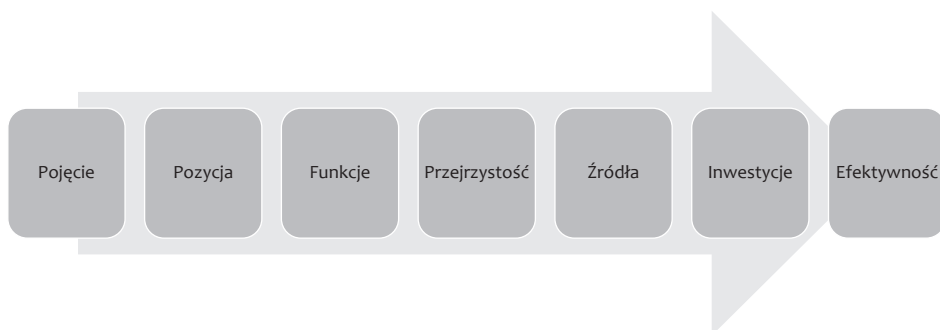 Pojęcie
Pozycja
Funkcje
Przejrzystość
Źródła
Inwestycje
Efektywność